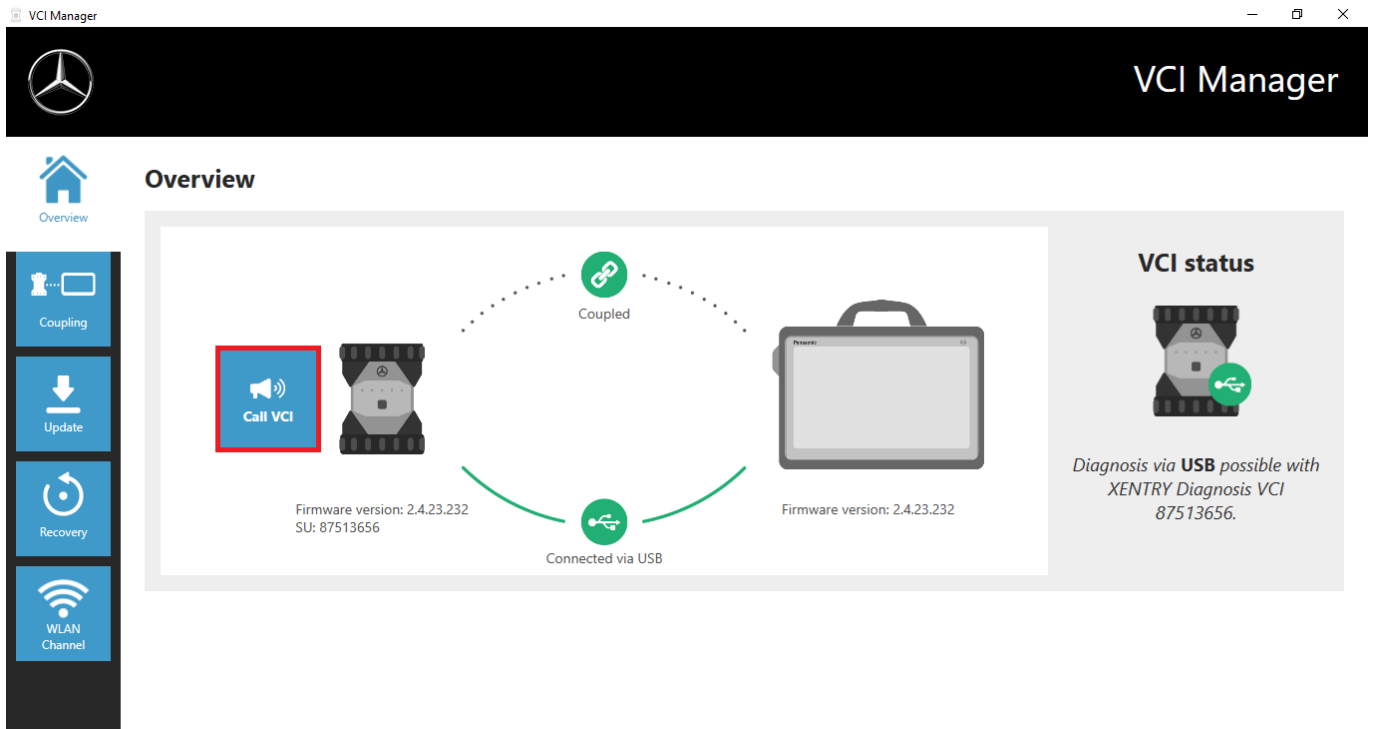 VCI Manager
VCI Manager
Overview
Overview
Coupling
Update
Recovery
WLAN
Channel
Coupled
Call VCI
Panasonic
Firmware version: 2.4.23.232
SU: 87513656
Firmware version: 2.4.23.232
Connected via USB
VCI status
Diagnosis via USB possible with
XENTRY Diagnosis VCI
87513656.